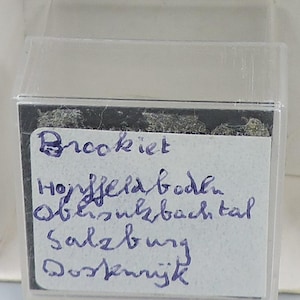 Brookiet
Hopffeldboden
Obersulzbachtal
Salzburg
Oostenrijk